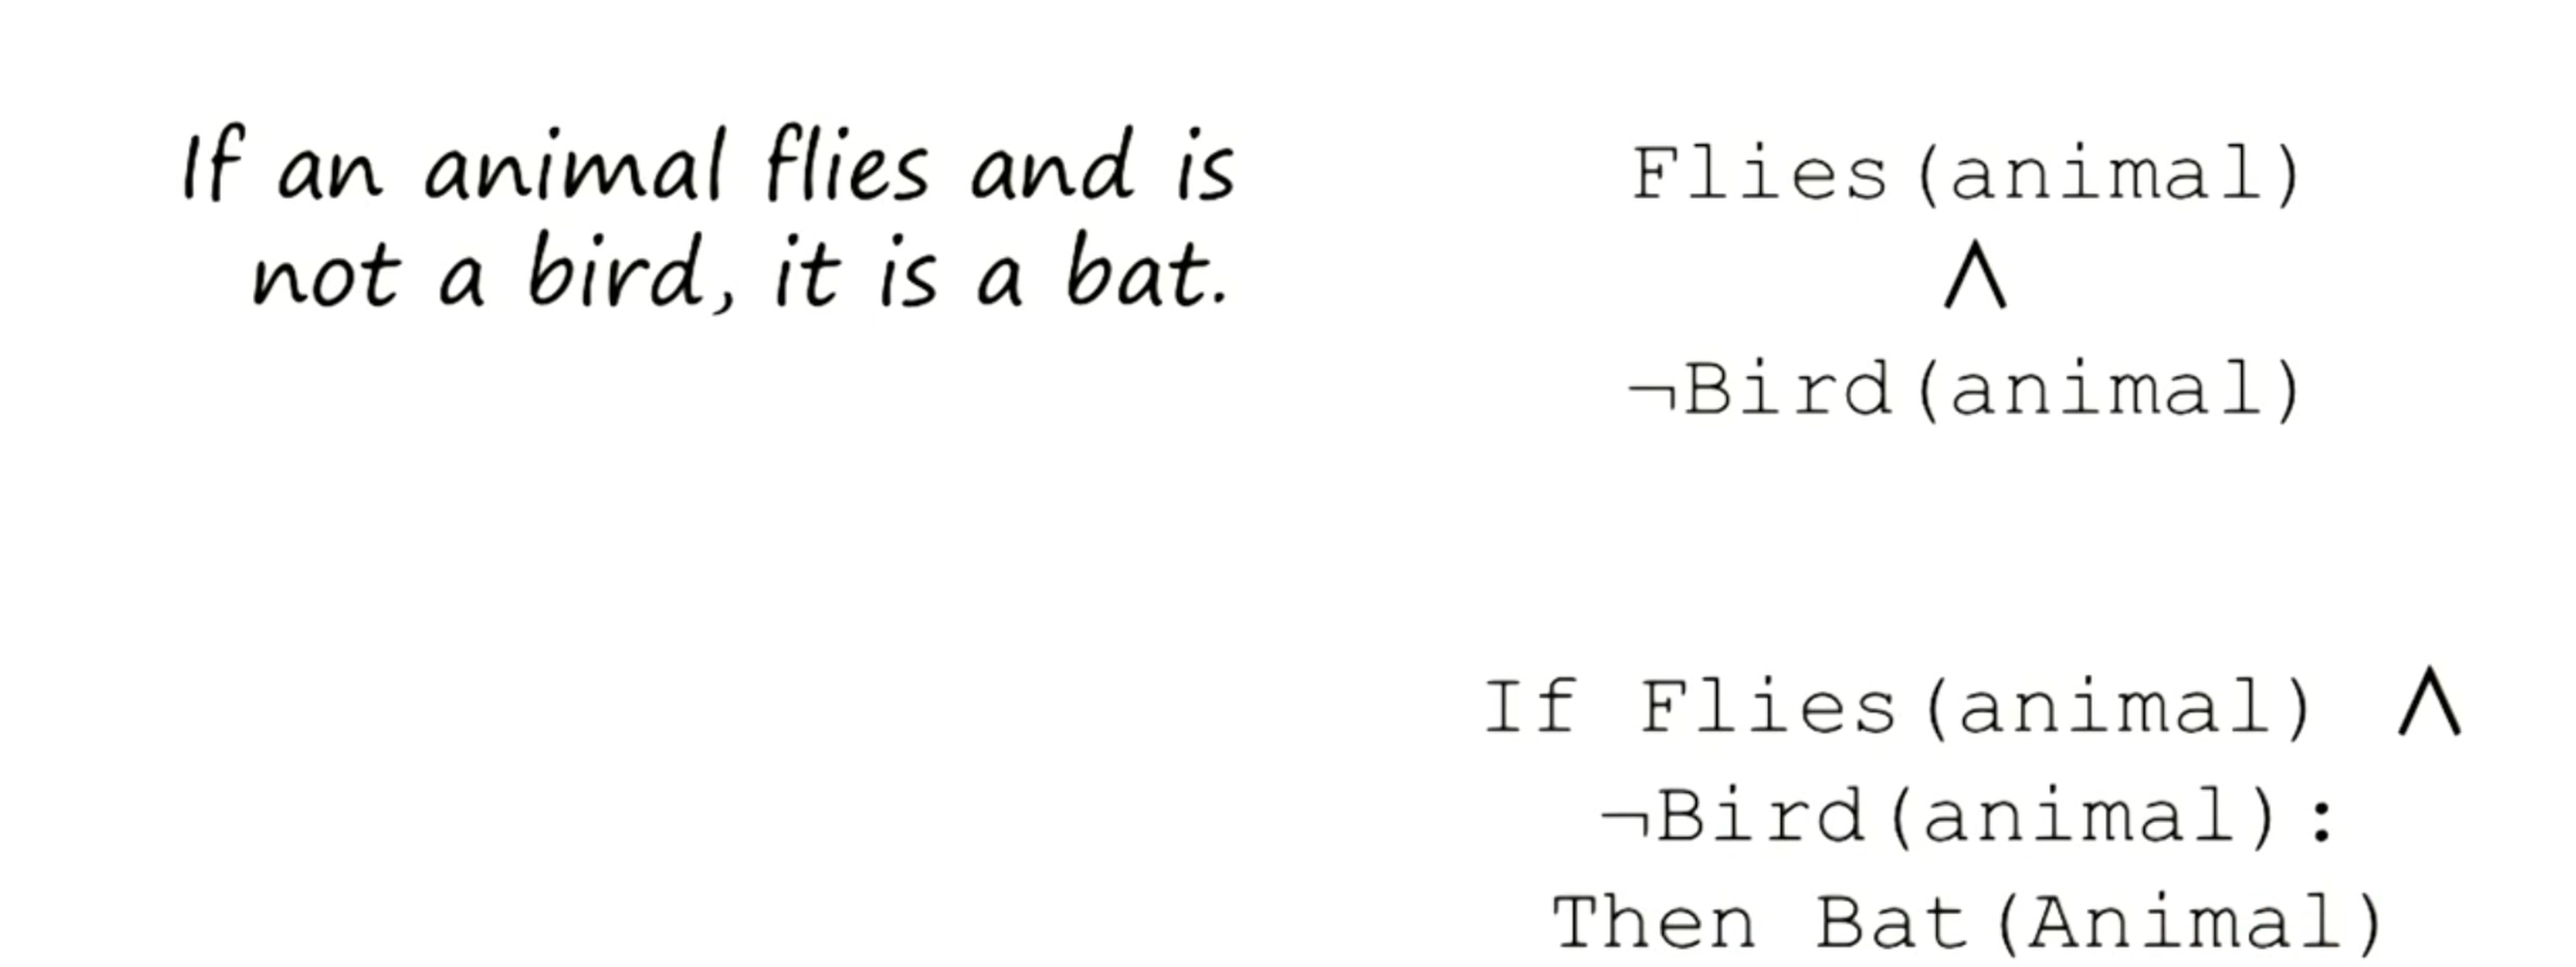 If an animal flies and is
not a bird, it is a bat.
Flies(animal)
∧
¬Bird(animal)
If Flies(animal) ∧
¬Bird(animal):
Then Bat(Animal)